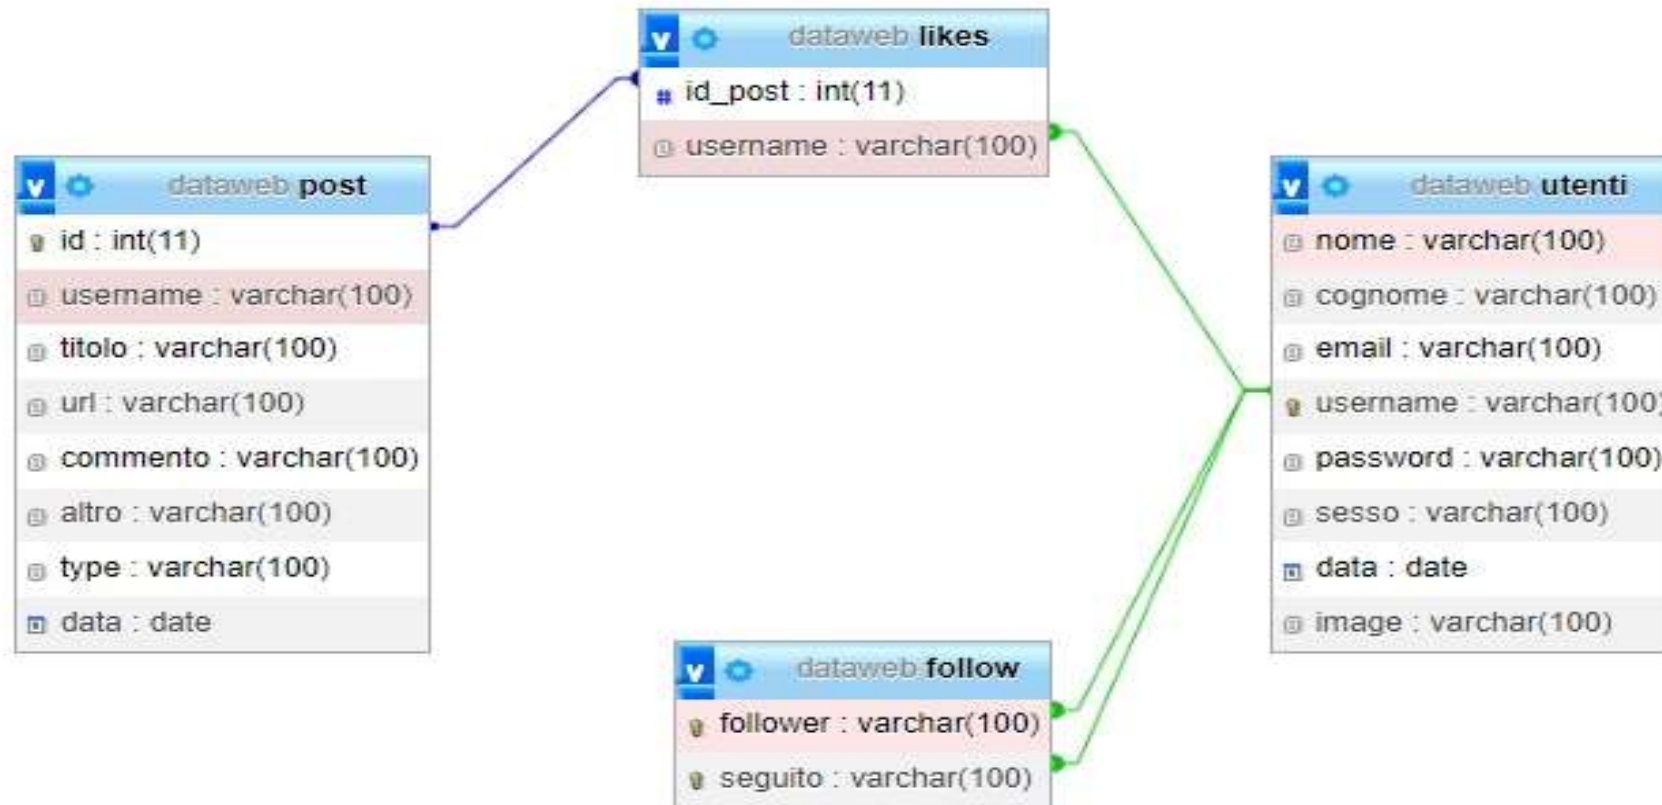 dataweb likes
id_post : int(11)
username : varchar(100)
dataweb post
id : int(11)
username : varchar(100)
titolo : varchar(100)
url : varchar(100)
commento : varchar(100)
altro : varchar(100)
type : varchar(100)
data : date
dataweb utenti
nome : varchar(100)
cognome : varchar(100)
email : varchar(100)
username : varchar(100)
password : varchar(100)
sesso : varchar(100)
data : date
image : varchar(100)
dataweb follow
follower : varchar(100)
seguito : varchar(100)